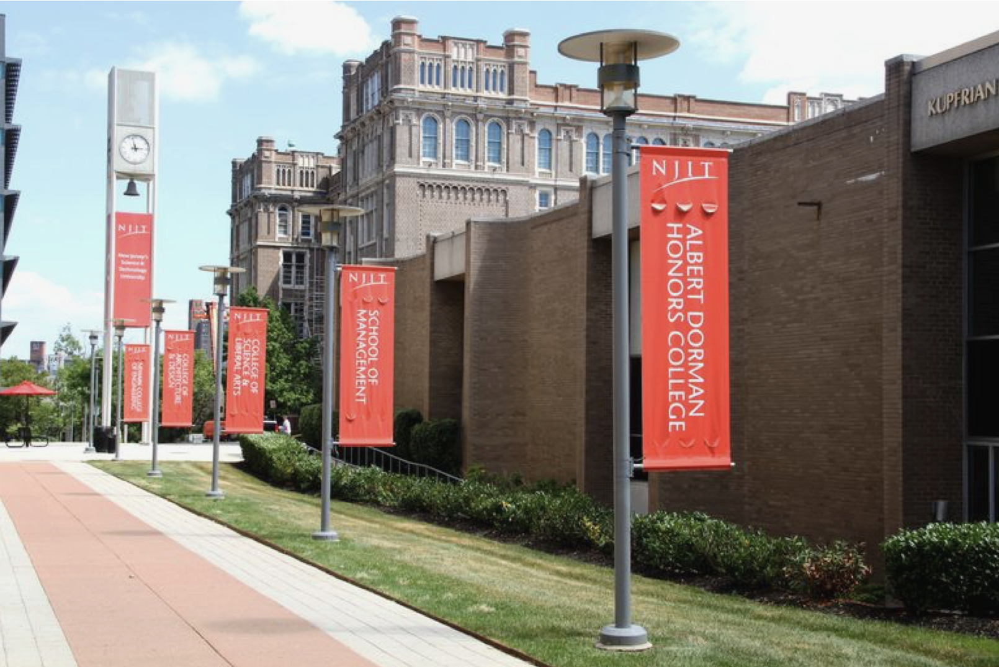 NJIT
New Jersey's
Science &
Technology
University
NJIT
NEWARK COLLEGE
OF ENGINEERING
NJIT
COLLEGE OF
ARCHITECTURE
& DESIGN
NJIT
COLLEGE OF
SCIENCE &
LIBERAL ARTS
NJIT
SCHOOL OF
MANAGEMENT
NJIT
ALBERT DORMAN
HONORS COLLEGE
KUPFRIAN